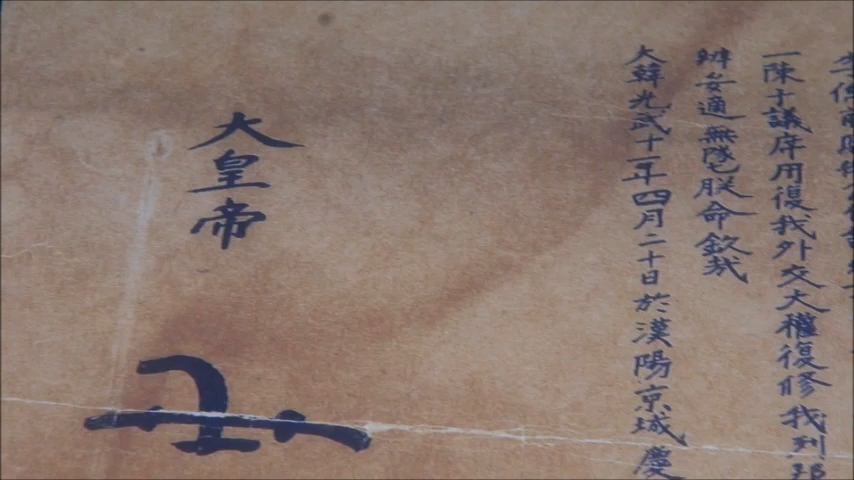 一陳于議席用復我外交大權復修我列邦
辨妥適無隊朕命欽哉
大韓光武十一年四月二十日於漢陽京城慶
大皇帝